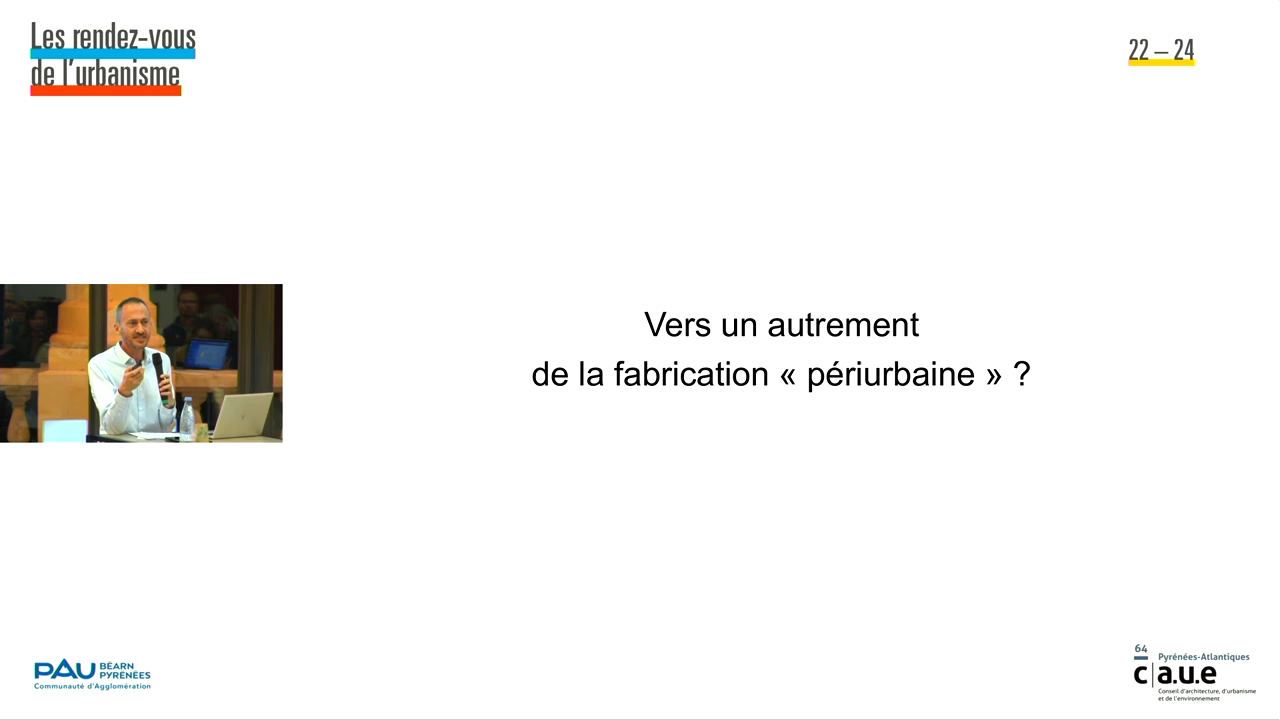 Les rendez-vous
de l'urbanisme
22 – 24
Vers un autrement
de la fabrication « périurbaine » ?
PAU BÉARN
PYRÉNÉES
Communauté d'Agglomération
64
Pyrénées-Atlantiques
c|a.u.e
Conseil d'architecture, d'urbanisme
et de l'environnement